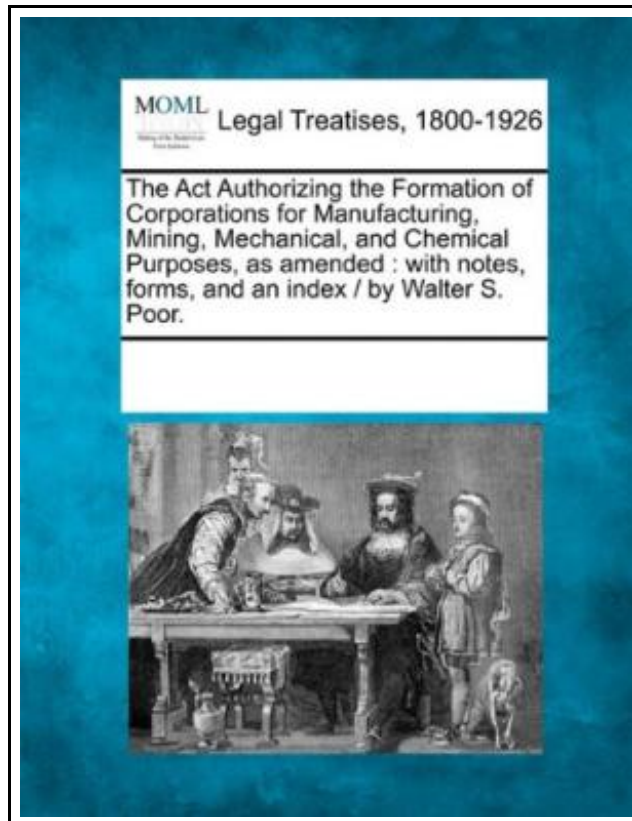 MOML
Legal Treatises, 1800-1926
The Act Authorizing the Formation of
Corporations for Manufacturing,
Mining, Mechanical, and Chemical
Purposes, as amended : with notes,
forms, and an index / by Walter S.
Poor.